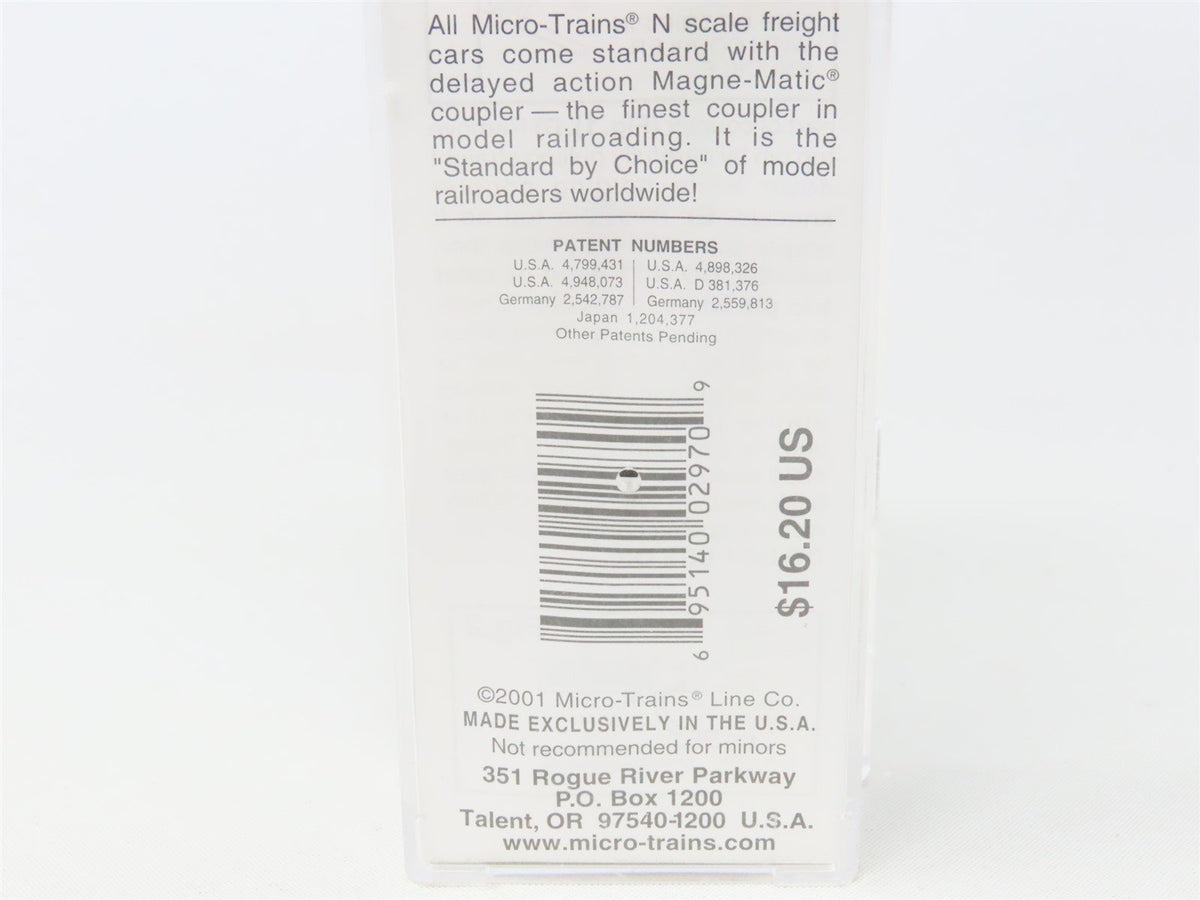 All Micro-Trains® N scale freight
cars come standard with the
delayed action Magne-Matic®
coupler — the finest coupler in
model railroading. It is the
"Standard by Choice" of model
railroaders worldwide!
PATENT NUMBERS
U.S.A. 4,799,431 | U.S.A. 4,898,326
U.S.A. 4,948,073 | U.S.A. D 381,376
Germany 2,542,787 | Germany 2,559,813
Japan 1,204,377
Other Patents Pending
6 95140 02970 9
$16.20 US
©2001 Micro-Trains® Line Co.
MADE EXCLUSIVELY IN THE U.S.A.
Not recommended for minors
351 Rogue River Parkway
P.O. Box 1200
Talent, OR 97540-1200 U.S.A.
www.micro-trains.com